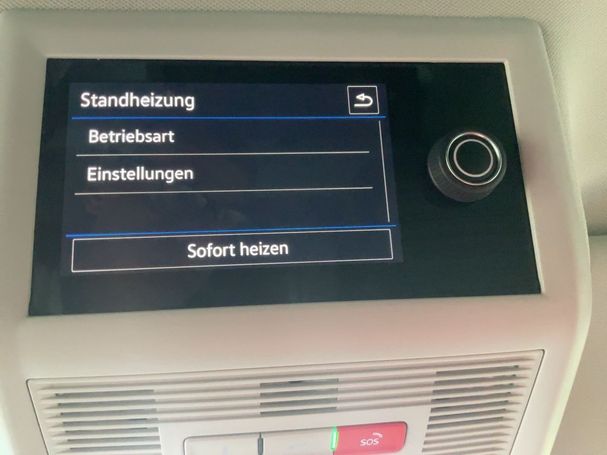 Standheizung
Betriebsart
Einstellungen
Sofort heizen
SOS